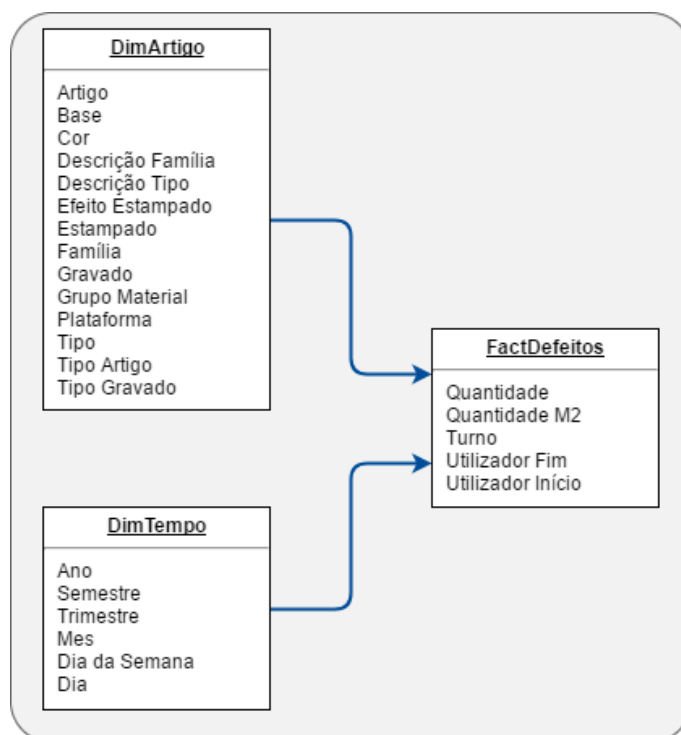 DimArtigo
Artigo
Base
Cor
Descrição Família
Descrição Tipo
Efeito Estampado
Estampado
Família
Gravado
Grupo Material
Plataforma
Tipo
Tipo Artigo
Tipo Gravado
FactDefeitos
Quantidade
Quantidade M2
Turno
Utilizador Fim
Utilizador Início
DimTempo
Ano
Semestre
Trimestre
Mes
Dia da Semana
Dia